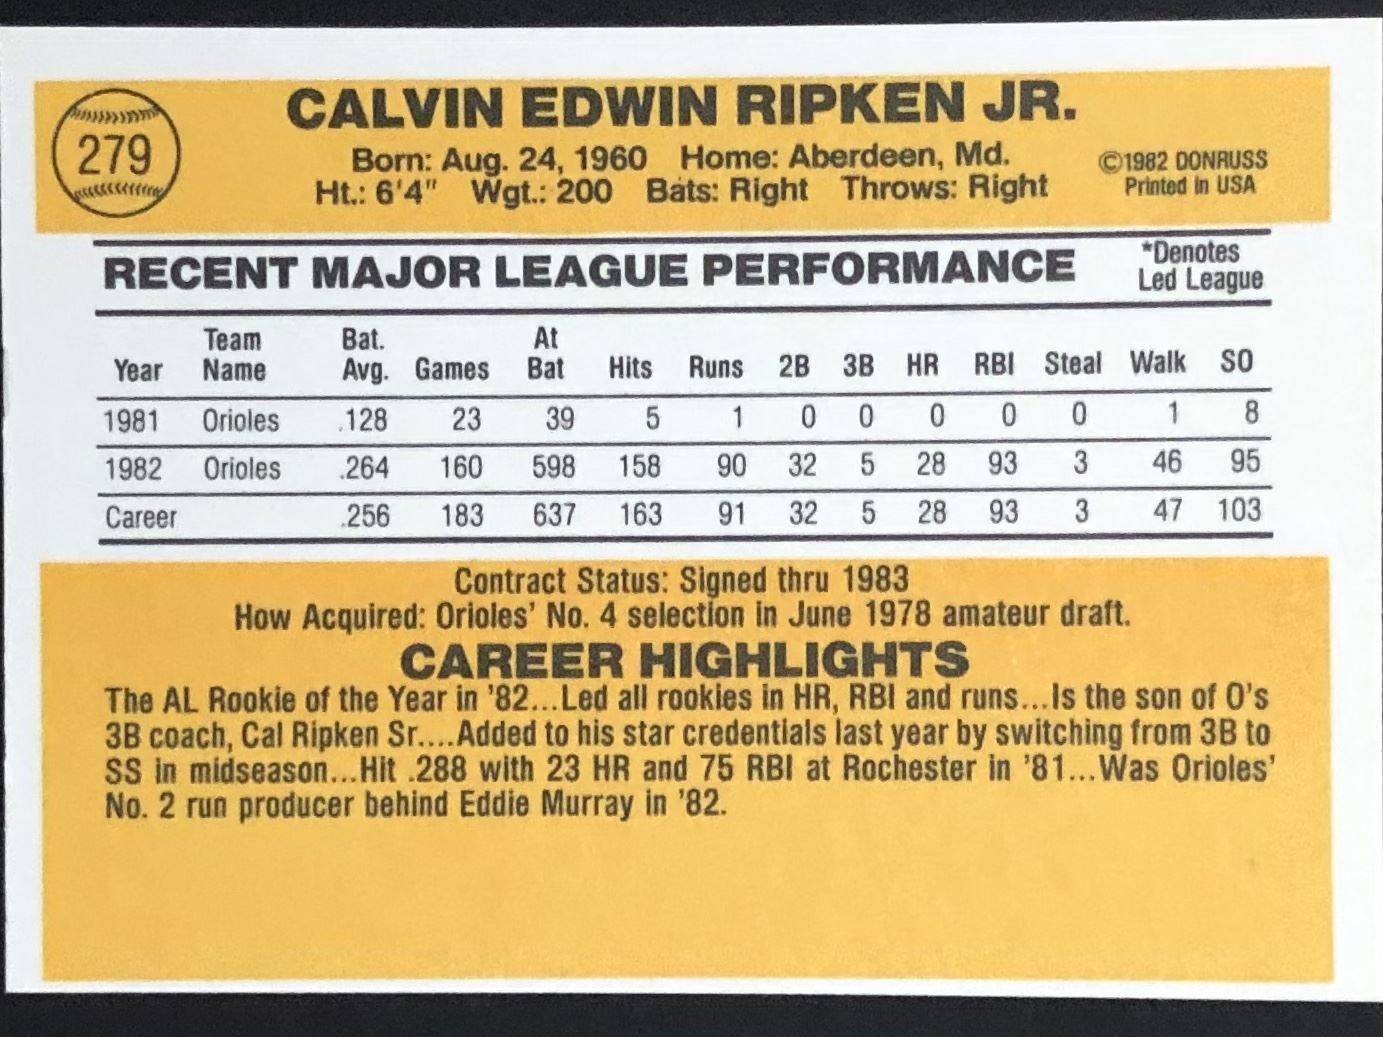 279
CALVIN EDWIN RIPKEN JR.
Born: Aug. 24, 1960 Home: Aberdeen, Md.
Ht.: 6'4" Wgt.: 200 Bats: Right Throws: Right
©1982 DONRUSS
Printed in USA
RECENT MAJOR LEAGUE PERFORMANCE
*Denotes
Led League
Year Team Name Bat. Avg. Games At Bat Hits Runs 2B 3B HR RBI Steal Walk SO
1981 Orioles .128 23 39 5 1 0 0 0 0 0 1 8
1982 Orioles .264 160 598 158 90 32 5 28 93 3 46 95
Career .256 183 637 163 91 32 5 28 93 3 47 103
Contract Status: Signed thru 1983
How Acquired: Orioles' No. 4 selection in June 1978 amateur draft.
CAREER HIGHLIGHTS
The AL Rookie of the Year in '82...Led all rookies in HR, RBI and runs...Is the son of O's
3B coach, Cal Ripken Sr....Added to his star credentials last year by switching from 3B to
SS in midseason...Hit .288 with 23 HR and 75 RBI at Rochester in '81...Was Orioles'
No. 2 run producer behind Eddie Murray in '82.